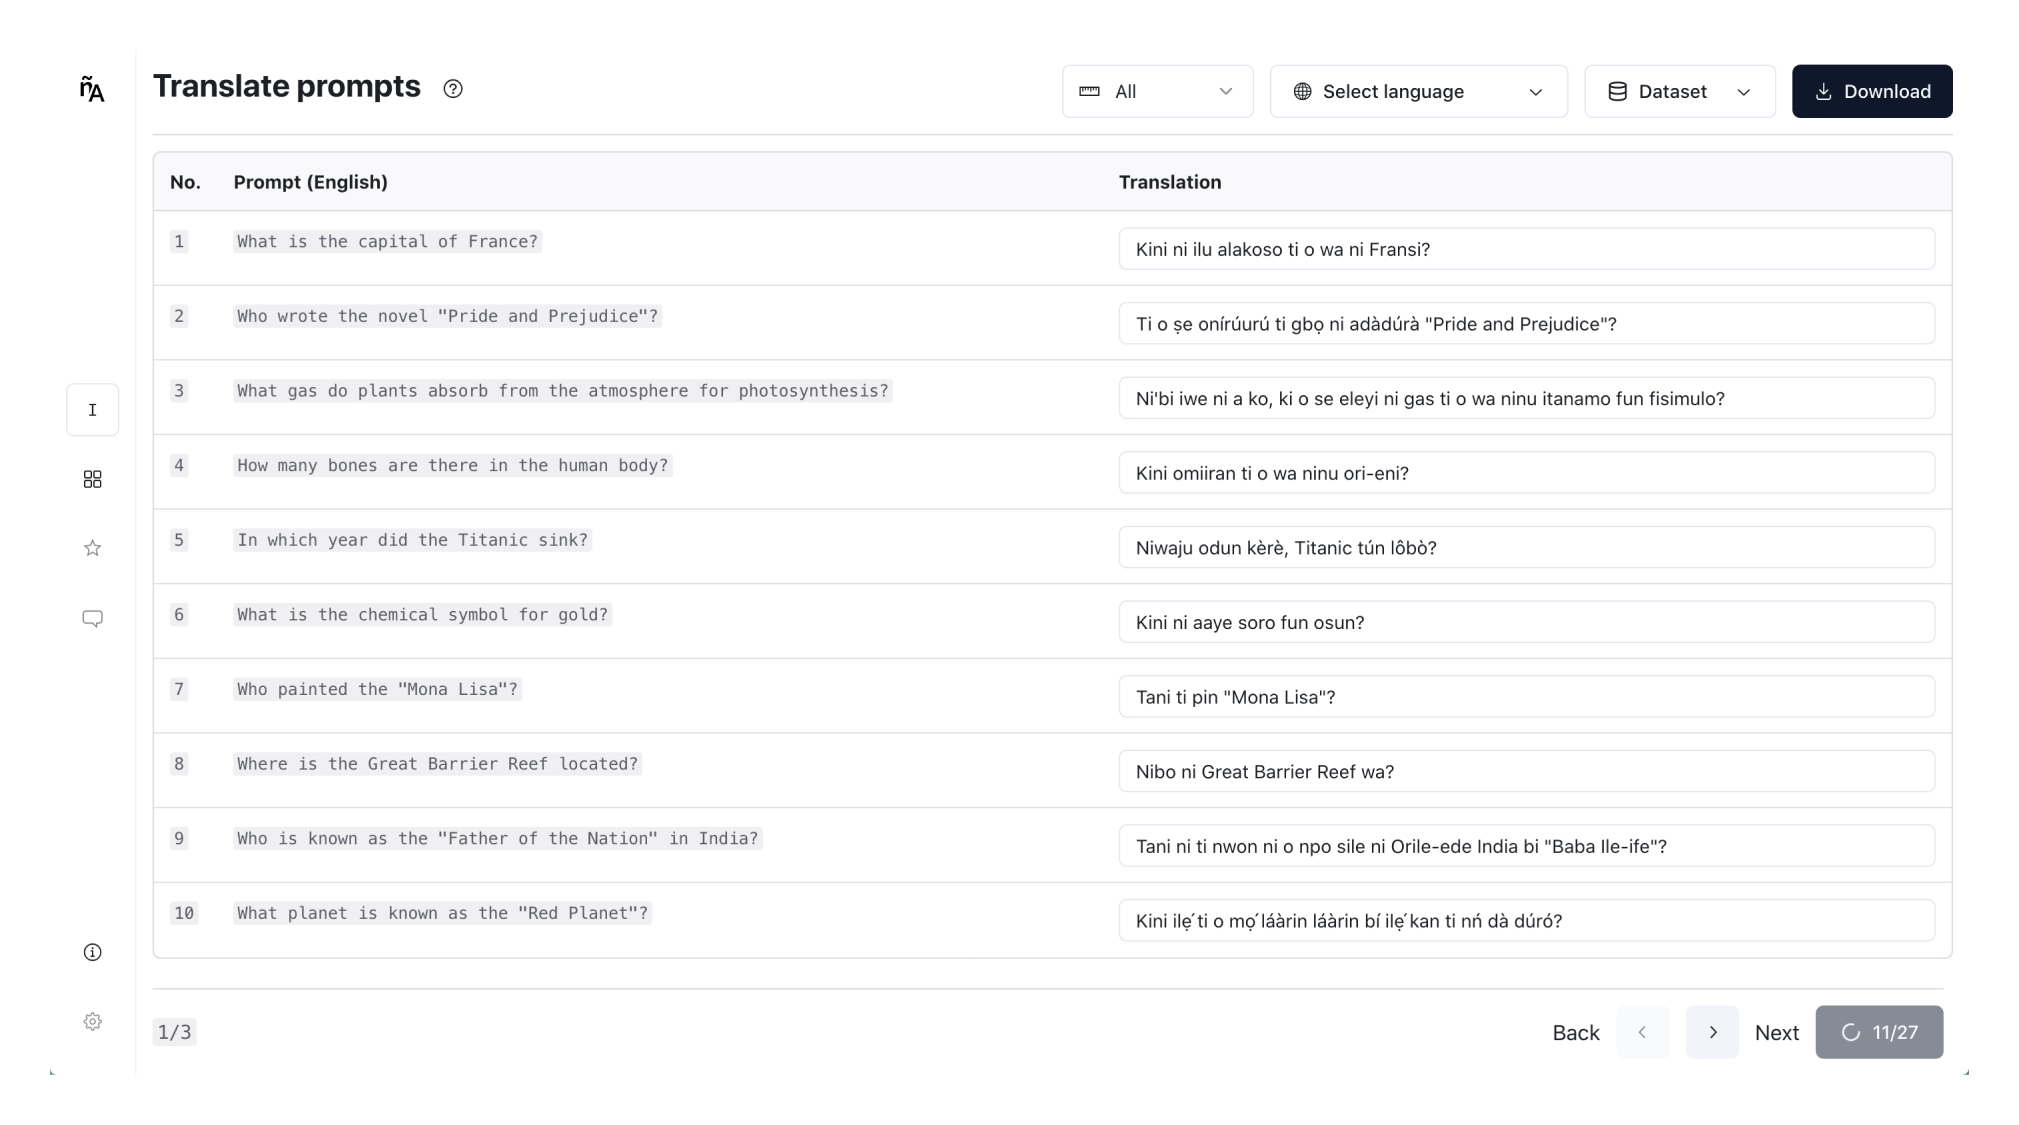 ñA
Translate prompts
All
Select language
Dataset
Download
No. Prompt (English) Translation
1 What is the capital of France? Kini ni ilu alakoso ti o wa ni Fransi?
2 Who wrote the novel "Pride and Prejudice"? Ti o ṣe onírúurú ti gbọ ni adàdúrà "Pride and Prejudice"?
3 What gas do plants absorb from the atmosphere for photosynthesis? Ni'bi iwe ni a ko, ki o se eleyi ni gas ti o wa ninu itanamo fun fisimulo?
4 How many bones are there in the human body? Kini omiiran ti o wa ninu ori-eni?
5 In which year did the Titanic sink? Niwaju odun kèrè, Titanic tún lôbò?
6 What is the chemical symbol for gold? Kini ni aaye soro fun osun?
7 Who painted the "Mona Lisa"? Tani ti pin "Mona Lisa"?
8 Where is the Great Barrier Reef located? Nibo ni Great Barrier Reef wa?
9 Who is known as the "Father of the Nation" in India? Tani ni ti nwon ni o npo sile ni Orile-ede India bi "Baba Ile-ife"?
10 What planet is known as the "Red Planet"? Kini ilẹ́ ti o mọ́ láàrin láàrin bí ilẹ́ kan ti nń dà dúró?
1/3
Back
Next
11/27